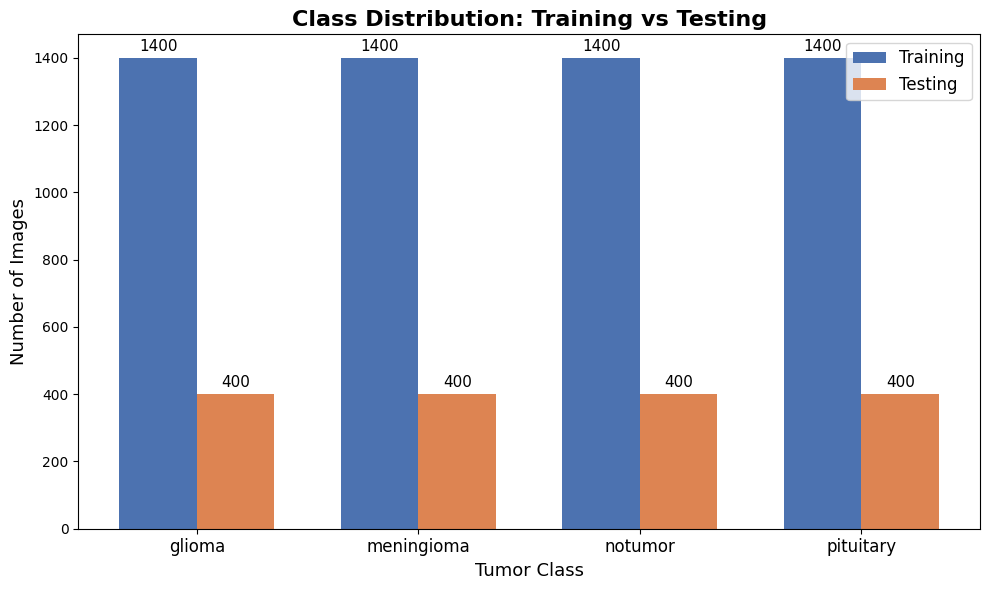 Class Distribution: Training vs Testing
1400 1400 1400 1400
Training
Testing
400 400 400 400
Number of Images
1400
1200
1000
800
600
400
200
0
glioma meningioma notumor pituitary
Tumor Class